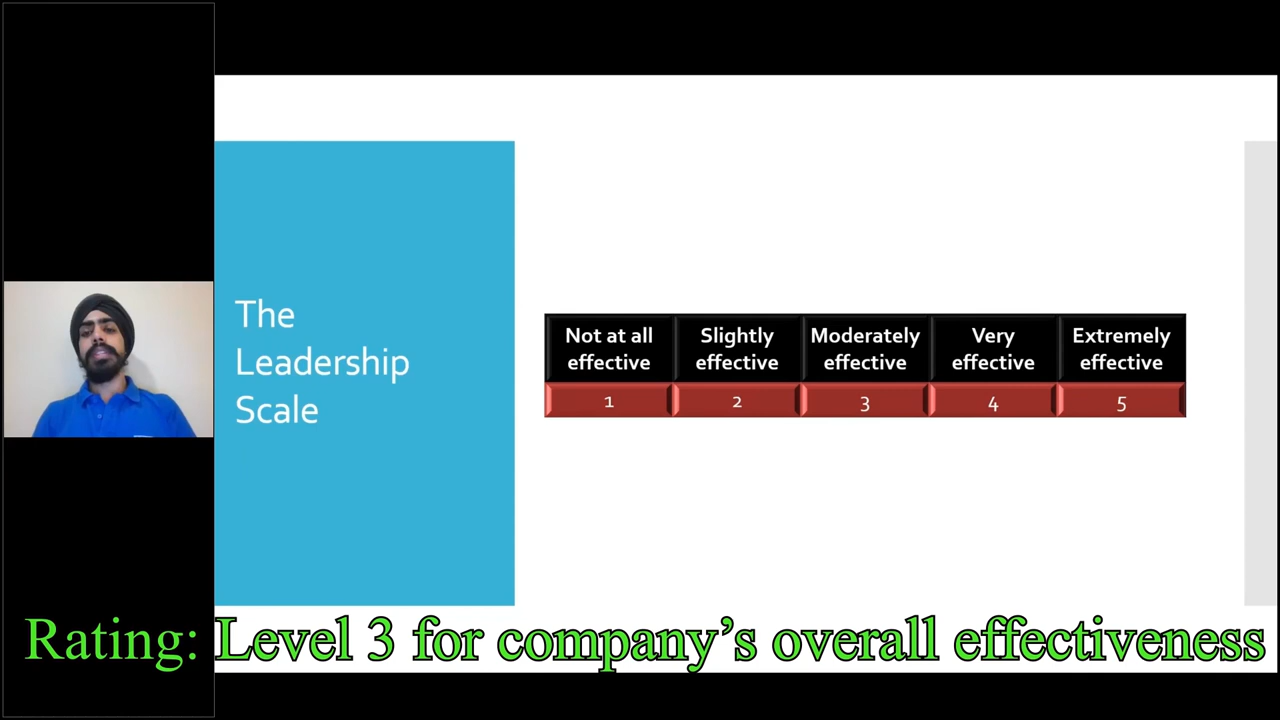 The
Leadership
Scale
Not at all effective
Slightly effective
Moderately effective
Very effective
Extremely effective
1 2 3 4 5
Rating: Level 3 for company’s overall effectiveness